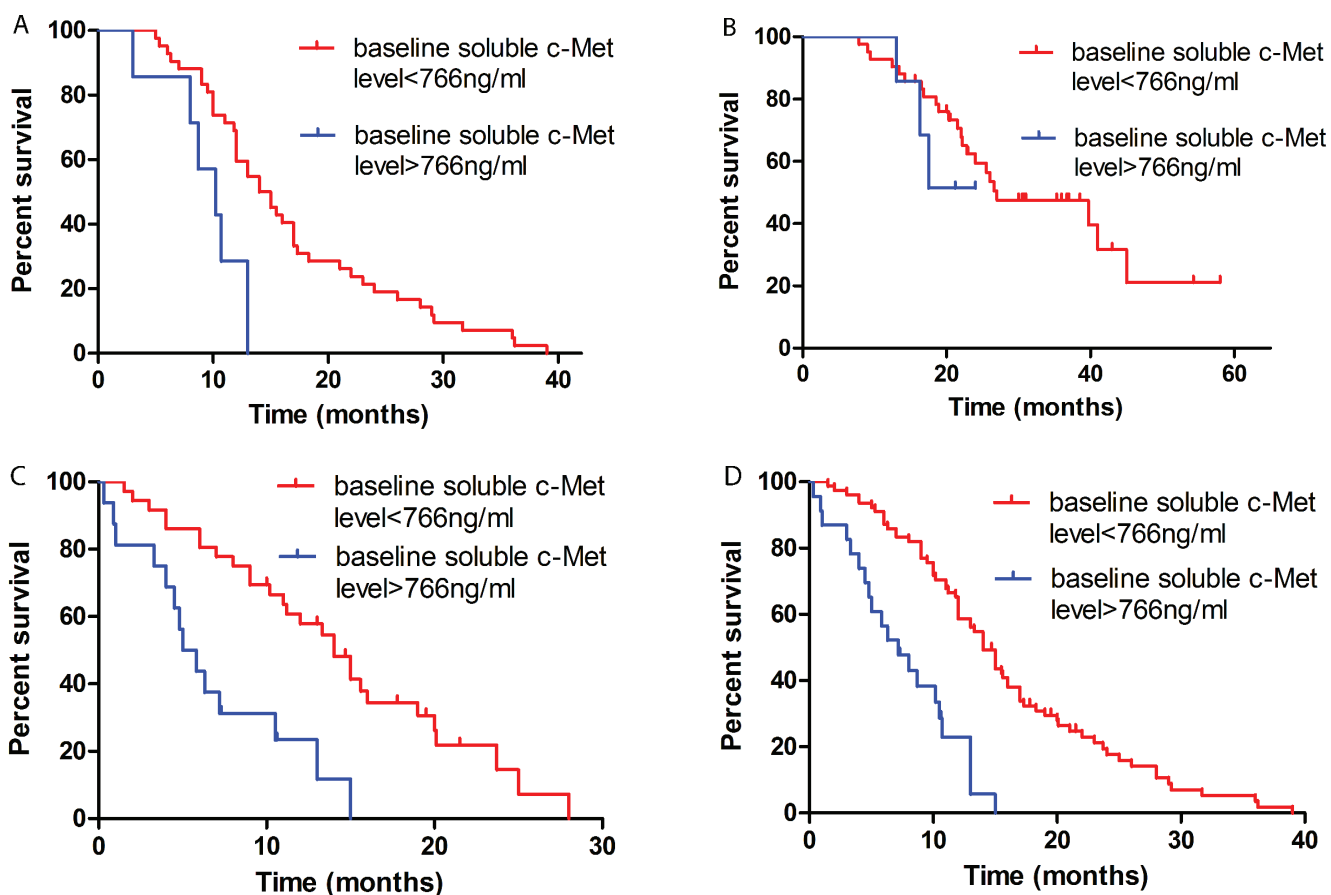 A
100
80
60
40
20
0
Percent survival
0 10 20 30 40
Time (months)
baseline soluble c-Met
level<766ng/ml
baseline soluble c-Met
level>766ng/ml
B
100
80
60
40
20
0
Percent survival
0 20 40 60
Time (months)
baseline soluble c-Met
level<766ng/ml
baseline soluble c-Met
level>766ng/ml
C
100
80
60
40
20
0
Percent survival
0 10 20 30
Time (months)
baseline soluble c-Met
level<766ng/ml
baseline soluble c-Met
level>766ng/ml
D
100
80
60
40
20
0
Percent survival
0 10 20 30 40
Time (months)
baseline soluble c-Met
level<766ng/ml
baseline soluble c-Met
level>766ng/ml